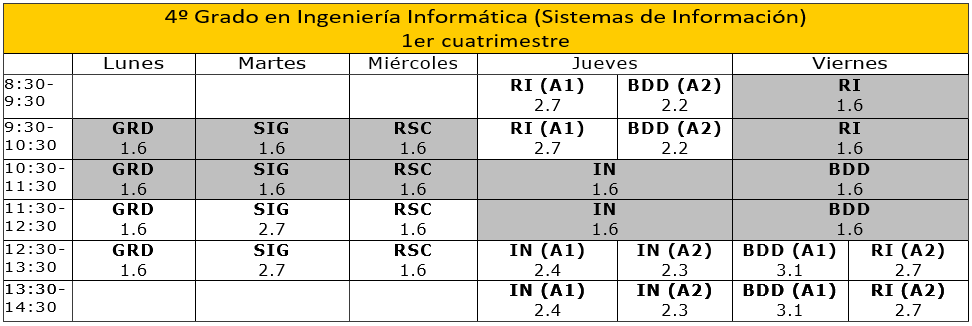 4º Grado en Ingeniería Informática (Sistemas de Información)
1er cuatrimestre
Lunes Martes Miércoles Jueves Viernes
8:30- RI (A1) BDD (A2) RI
9:30 2.7 2.2 1.6
9:30- GRD SIG RSC RI (A1) BDD (A2) RI
10:30 1.6 1.6 1.6 2.7 2.2 1.6
10:30- GRD SIG RSC IN BDD
11:30 1.6 1.6 1.6 1.6 1.6
11:30- GRD SIG RSC IN BDD
12:30 1.6 2.7 1.6 1.6 1.6
12:30- GRD SIG RSC IN (A1) IN (A2) BDD (A1) RI (A2)
13:30 1.6 2.7 1.6 2.4 2.3 3.1 2.7
13:30- IN (A1) IN (A2) BDD (A1) RI (A2)
14:30 2.4 2.3 3.1 2.7